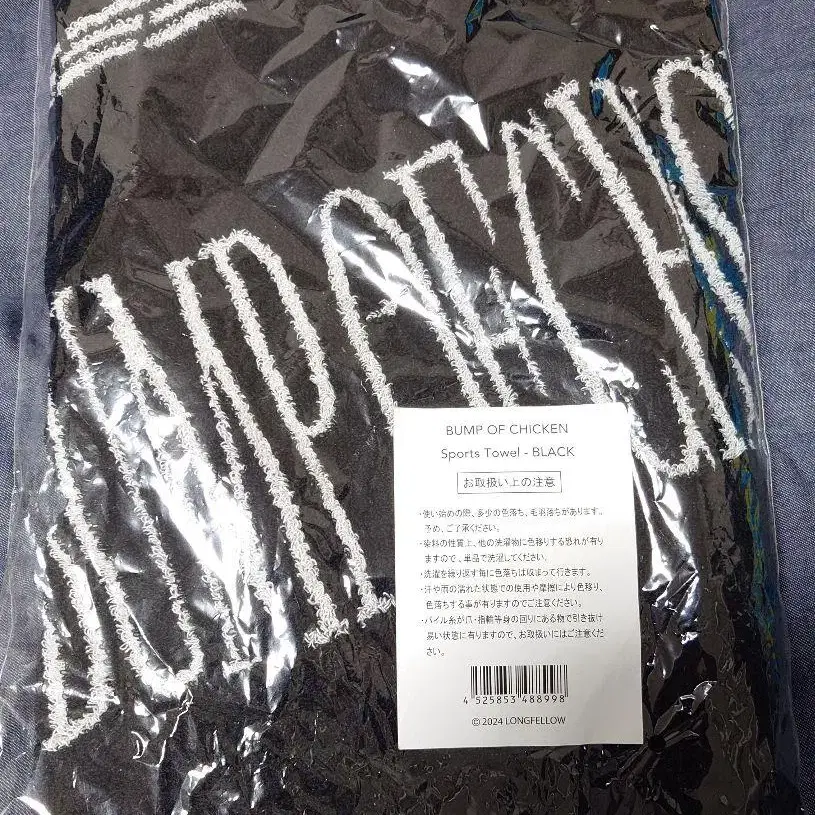 BUMP OF CHIC
BUMP OF CHICKEN
Sports Towel - BLACK
お取扱い上の注意
・使い始めの際、多少の色落ち、毛羽落ちがあります。
予め、ご了承ください。
・染料の性質上、他の洗濯物に色移りする恐れが有り
ますので、単品で洗濯してください。
・洗濯を繰り返す毎に色落ちは収まって行きます。
・汗や雨の濡れた状態での使用や摩擦により色移り、
色落ちする事が有りますのでご注意ください。
・パイル糸が爪・指輪等身の回りにある物で引き抜け
易い状態に有りますので、お取扱いにはご注意くだ
さい。
4 525853 488998
© 2024 LONGFELLOW